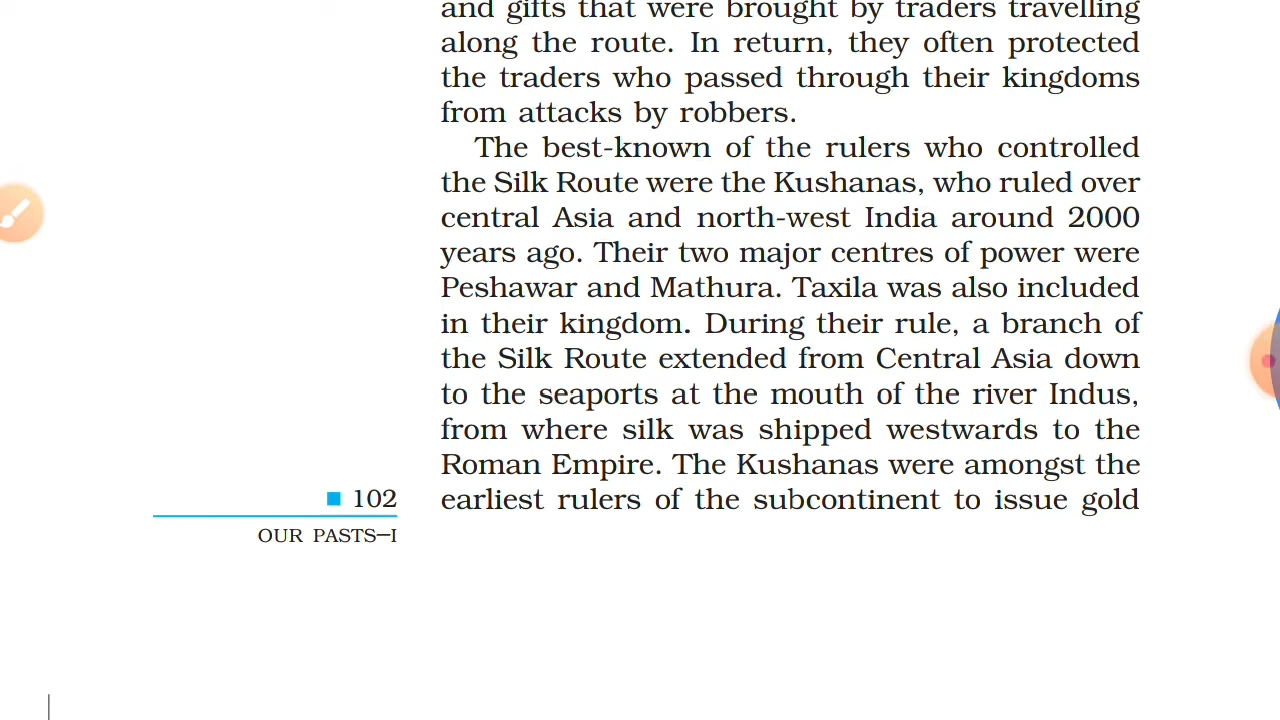 and gifts that were brought by traders travelling
along the route. In return, they often protected
the traders who passed through their kingdoms
from attacks by robbers.
The best-known of the rulers who controlled
the Silk Route were the Kushanas, who ruled over
central Asia and north-west India around 2000
years ago. Their two major centres of power were
Peshawar and Mathura. Taxila was also included
in their kingdom. During their rule, a branch of
the Silk Route extended from Central Asia down
to the seaports at the mouth of the river Indus,
from where silk was shipped westwards to the
Roman Empire. The Kushanas were amongst the
earliest rulers of the subcontinent to issue gold
■ 102
OUR PASTS—I